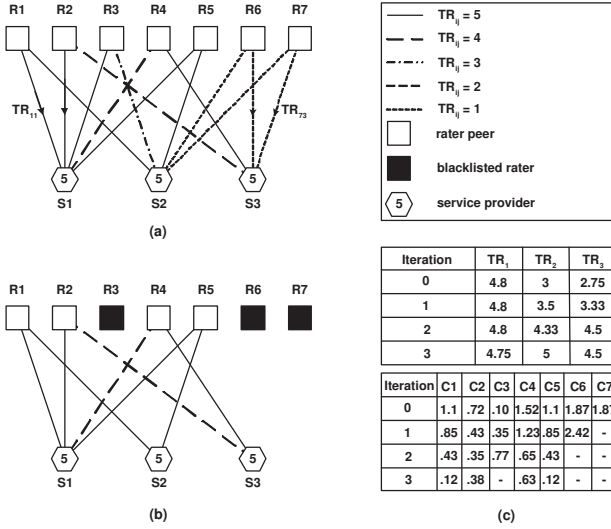 R1 R2 R3 R4 R5 R6 R7
TR11 TR73
5 5 5
S1 S2 S3
(a)
R1 R2 R3 R4 R5 R6 R7
5 5 5
S1 S2 S3
(b)
TRij = 5
TRij = 4
TRij = 3
TRij = 2
TRij = 1
rater peer
blacklisted rater
5 service provider
Iteration TR1 TR2 TR3
0 4.8 3 2.75
1 4.8 3.5 3.33
2 4.8 4.33 4.5
3 4.75 5 4.5
Iteration C1 C2 C3 C4 C5 C6 C7
0 1.1 .72 .10 1.52 1.1 1.87 1.87
1 .85 .43 .35 1.23 .85 2.42 -
2 .43 .35 .77 .65 .43 - -
3 .12 .38 - .63 .12 - -
(c)